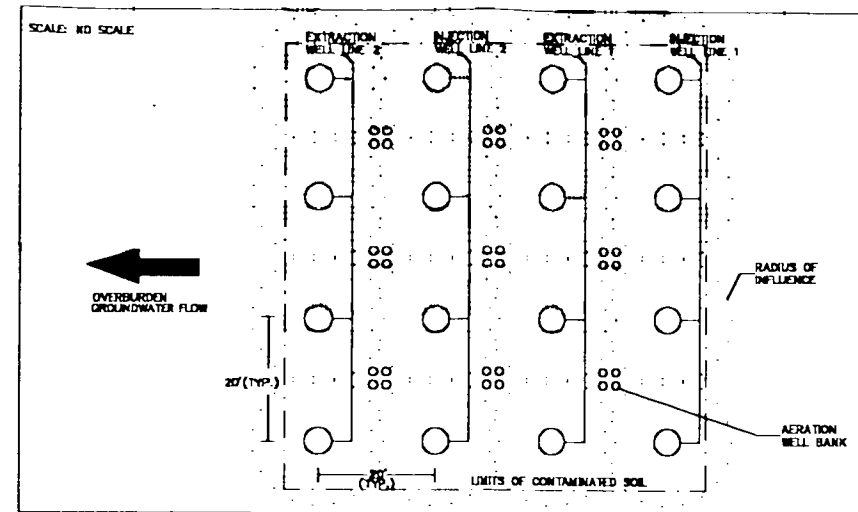 SCALE: NO SCALE
EXTRACTION
WELL LINE 2
INJECTION
WELL LINE 2
EXTRACTION
WELL LINE 1
INJECTION
WELL LINE 1
OVERBURDEN
GROUNDWATER FLOW
RADIUS OF
INFLUENCE
20'(TYP.)
AERATION
WELL BANK
20'
(TYP.)
LIMITS OF CONTAMINATED SOIL